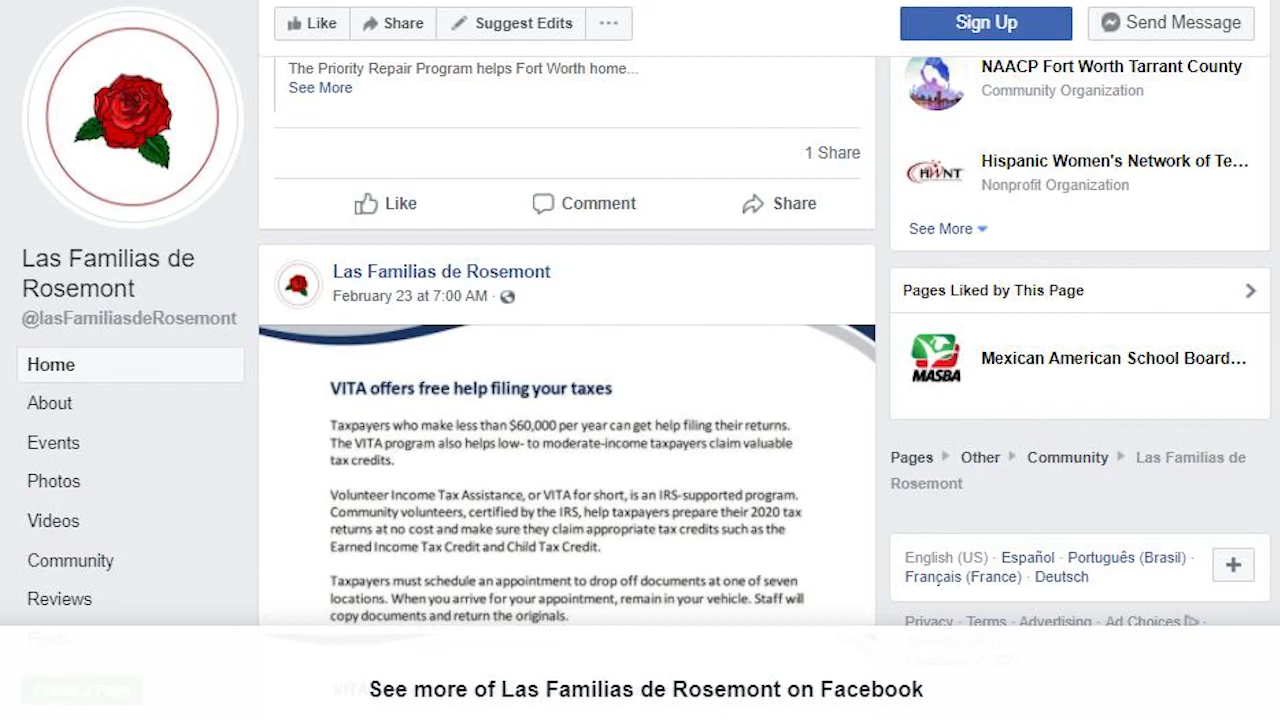 Like
Share
Suggest Edits
Sign Up
Send Message
Las Familias de
Rosemont
@lasFamiliasdeRosemont
Home
About
Events
Photos
Videos
Community
Reviews
The Priority Repair Program helps Fort Worth home...
See More
1 Share
Like
Comment
Share
Las Familias de Rosemont
February 23 at 7:00 AM ·
VITA offers free help filing your taxes
Taxpayers who make less than $60,000 per year can get help filing their returns.
The VITA program also helps low- to moderate-income taxpayers claim valuable
tax credits.
Volunteer Income Tax Assistance, or VITA for short, is an IRS-supported program.
Community volunteers, certified by the IRS, help taxpayers prepare their 2020 tax
returns at no cost and make sure they claim appropriate tax credits such as the
Earned Income Tax Credit and Child Tax Credit.
Taxpayers must schedule an appointment to drop off documents at one of seven
locations. When you arrive for your appointment, remain in your vehicle. Staff will
copy documents and return the originals.
NAACP Fort Worth Tarrant County
Community Organization
HWNT
Hispanic Women's Network of Te...
Nonprofit Organization
See More
Pages Liked by This Page
MASBA
Mexican American School Board...
Pages
Other
Community
Las Familias de
Rosemont
English (US) · Español · Português (Brasil) ·
Français (France) · Deutsch
Privacy · Terms · Advertising · Ad Choices ·
Create a Page
See more of Las Familias de Rosemont on Facebook